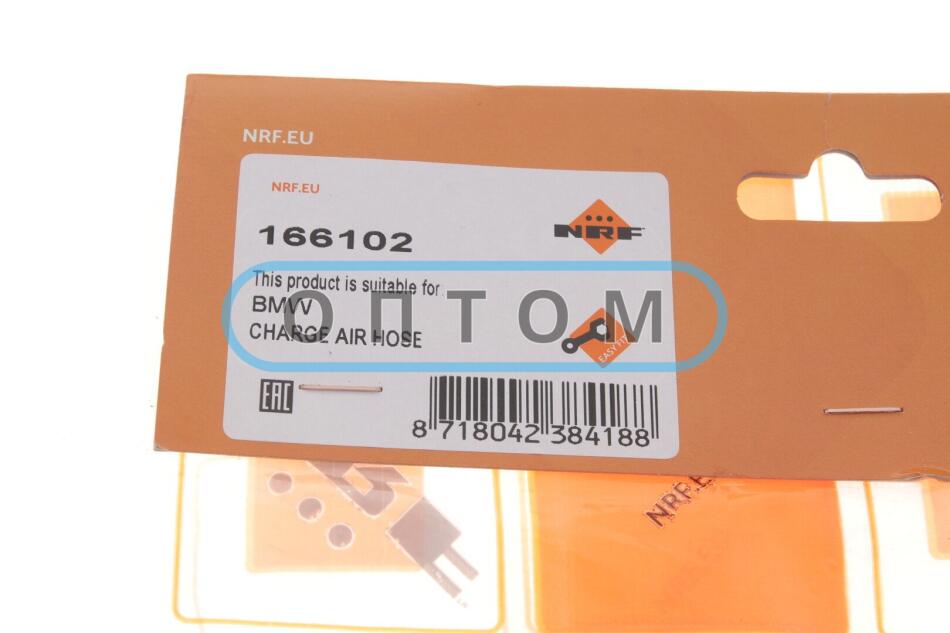 NRF.EU
NRF.EU
166102
NRF
This product is suitable for
BMW
CHARGE AIR HOSE
ОПТОМ
EASY FIT
EAC
8 718042 384188
NRF.E